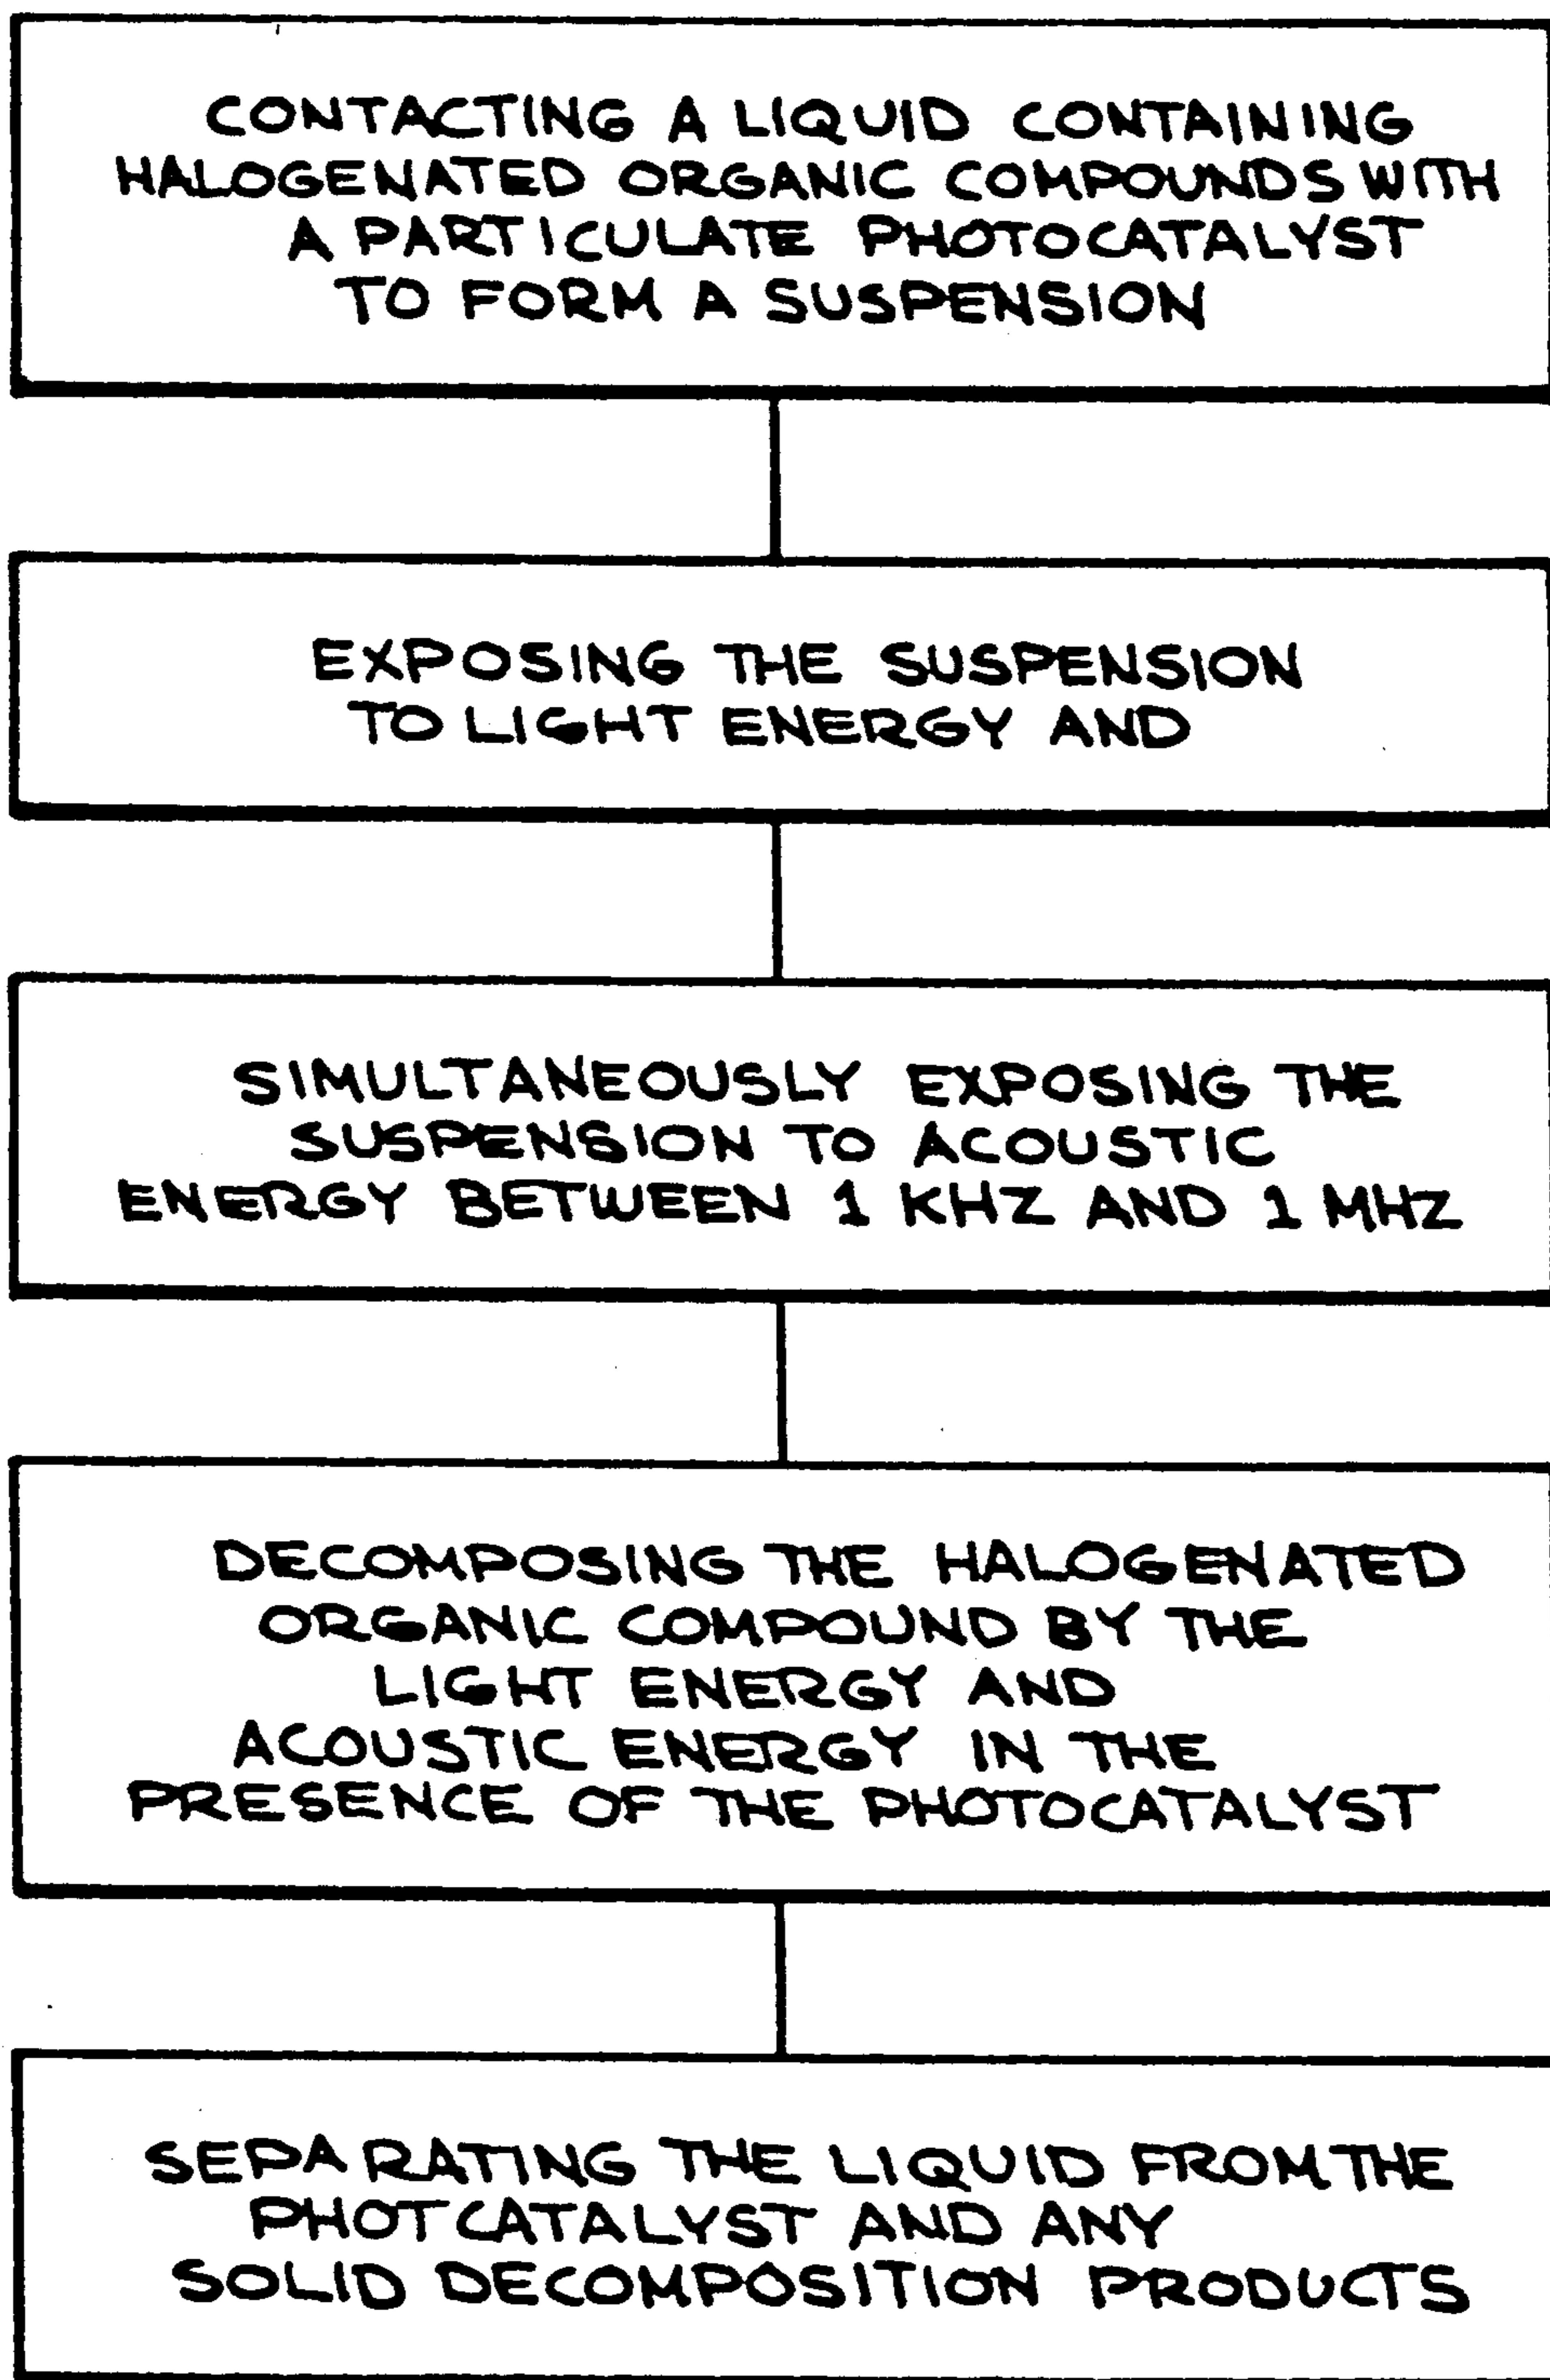 CONTACTING A LIQUID CONTAINING
HALOGENATED ORGANIC COMPOUNDS WITH
A PARTICULATE PHOTOCATALYST
TO FORM A SUSPENSION
EXPOSING THE SUSPENSION
TO LIGHT ENERGY AND
SIMULTANEOUSLY EXPOSING THE
SUSPENSION TO ACOUSTIC
ENERGY BETWEEN 1 KHZ AND 1 MHZ
DECOMPOSING THE HALOGENATED
ORGANIC COMPOUND BY THE
LIGHT ENERGY AND
ACOUSTIC ENERGY IN THE
PRESENCE OF THE PHOTOCATALYST
SEPARATING THE LIQUID FROM THE
PHOTCATALYST AND ANY
SOLID DECOMPOSITION PRODUCTS